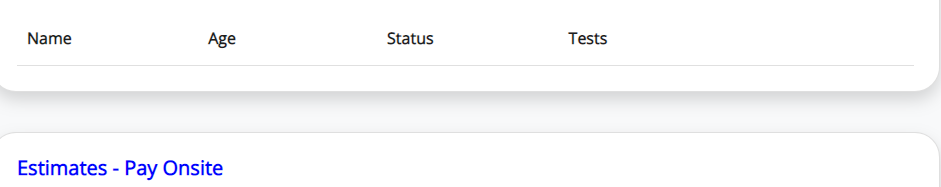 Name Age Status Tests
Estimates - Pay Onsite